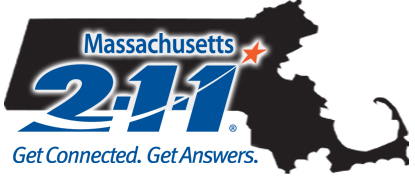 Massachusetts
2-1-1®
Get Connected. Get Answers.